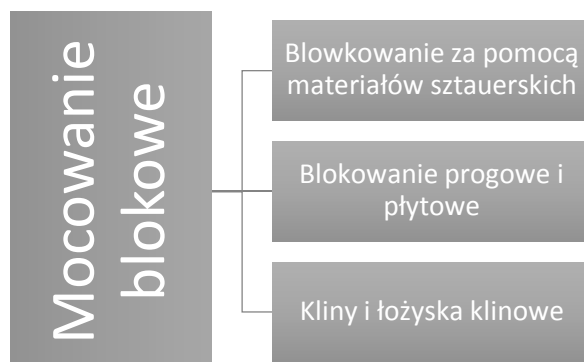 Mocowanie
blokowe
Blowkowanie za pomocą
materiałów sztauerskich
Blokowanie progowe i
płytowe
Kliny i łożyska klinowe